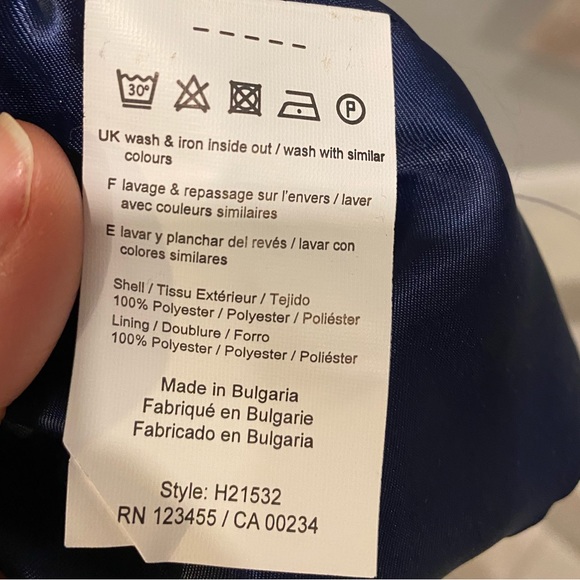 - - - - -
30° P
UK wash & iron inside out / wash with similar
colours
F lavage & repassage sur l'envers / laver
avec couleurs similaires
E lavar y planchar del revés / lavar con
colores similares
Shell / Tissu Extérieur / Tejido
100% Polyester / Polyester / Poliéster
Lining / Doublure / Forro
100% Polyester / Polyester / Poliéster
Made in Bulgaria
Fabriqué en Bulgarie
Fabricado en Bulgaria
Style: H21532
RN 123455 / CA 00234